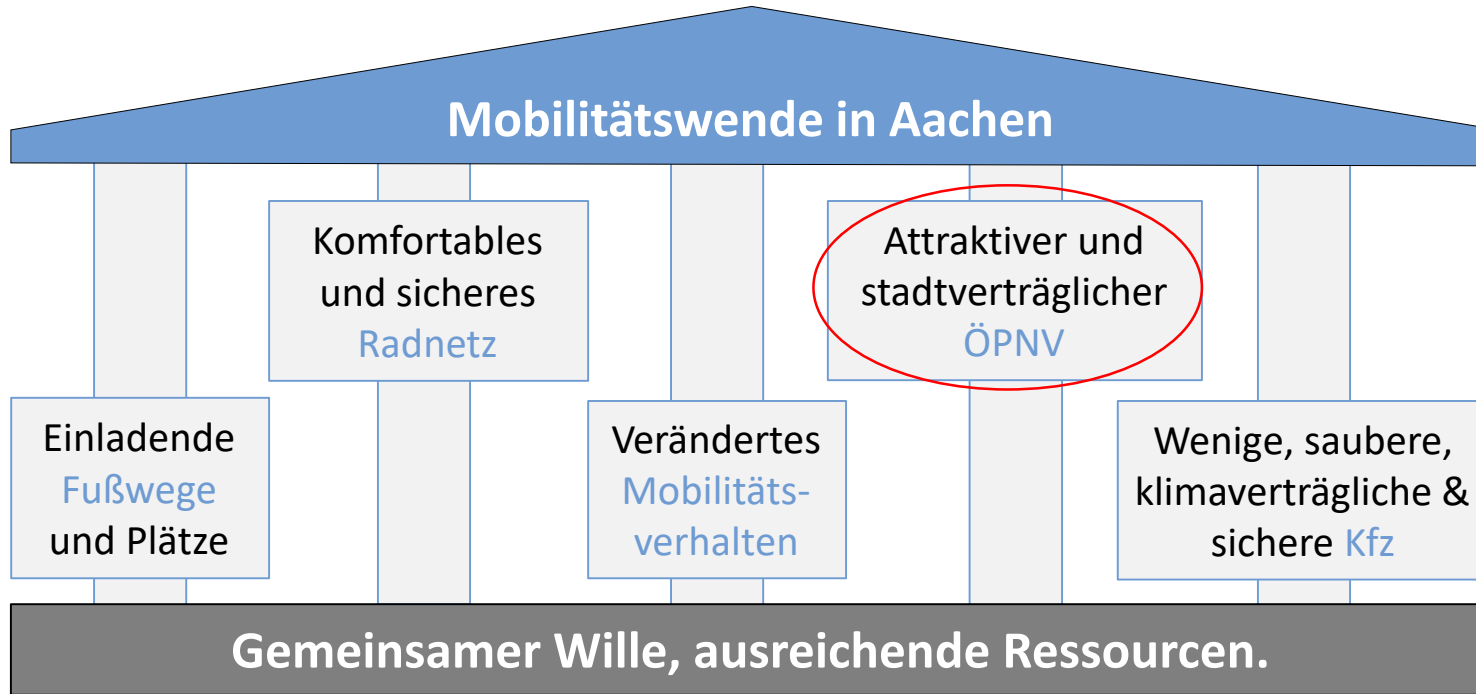 Mobilitätswende in Aachen
Einladende
Fußwege
und Plätze
Komfortables
und sicheres
Radnetz
Verändertes
Mobilitäts-
verhalten
Attraktiver und
stadtverträglicher
ÖPNV
Wenige, saubere,
klimaverträgliche &
sichere Kfz
Gemeinsamer Wille, ausreichende Ressourcen.